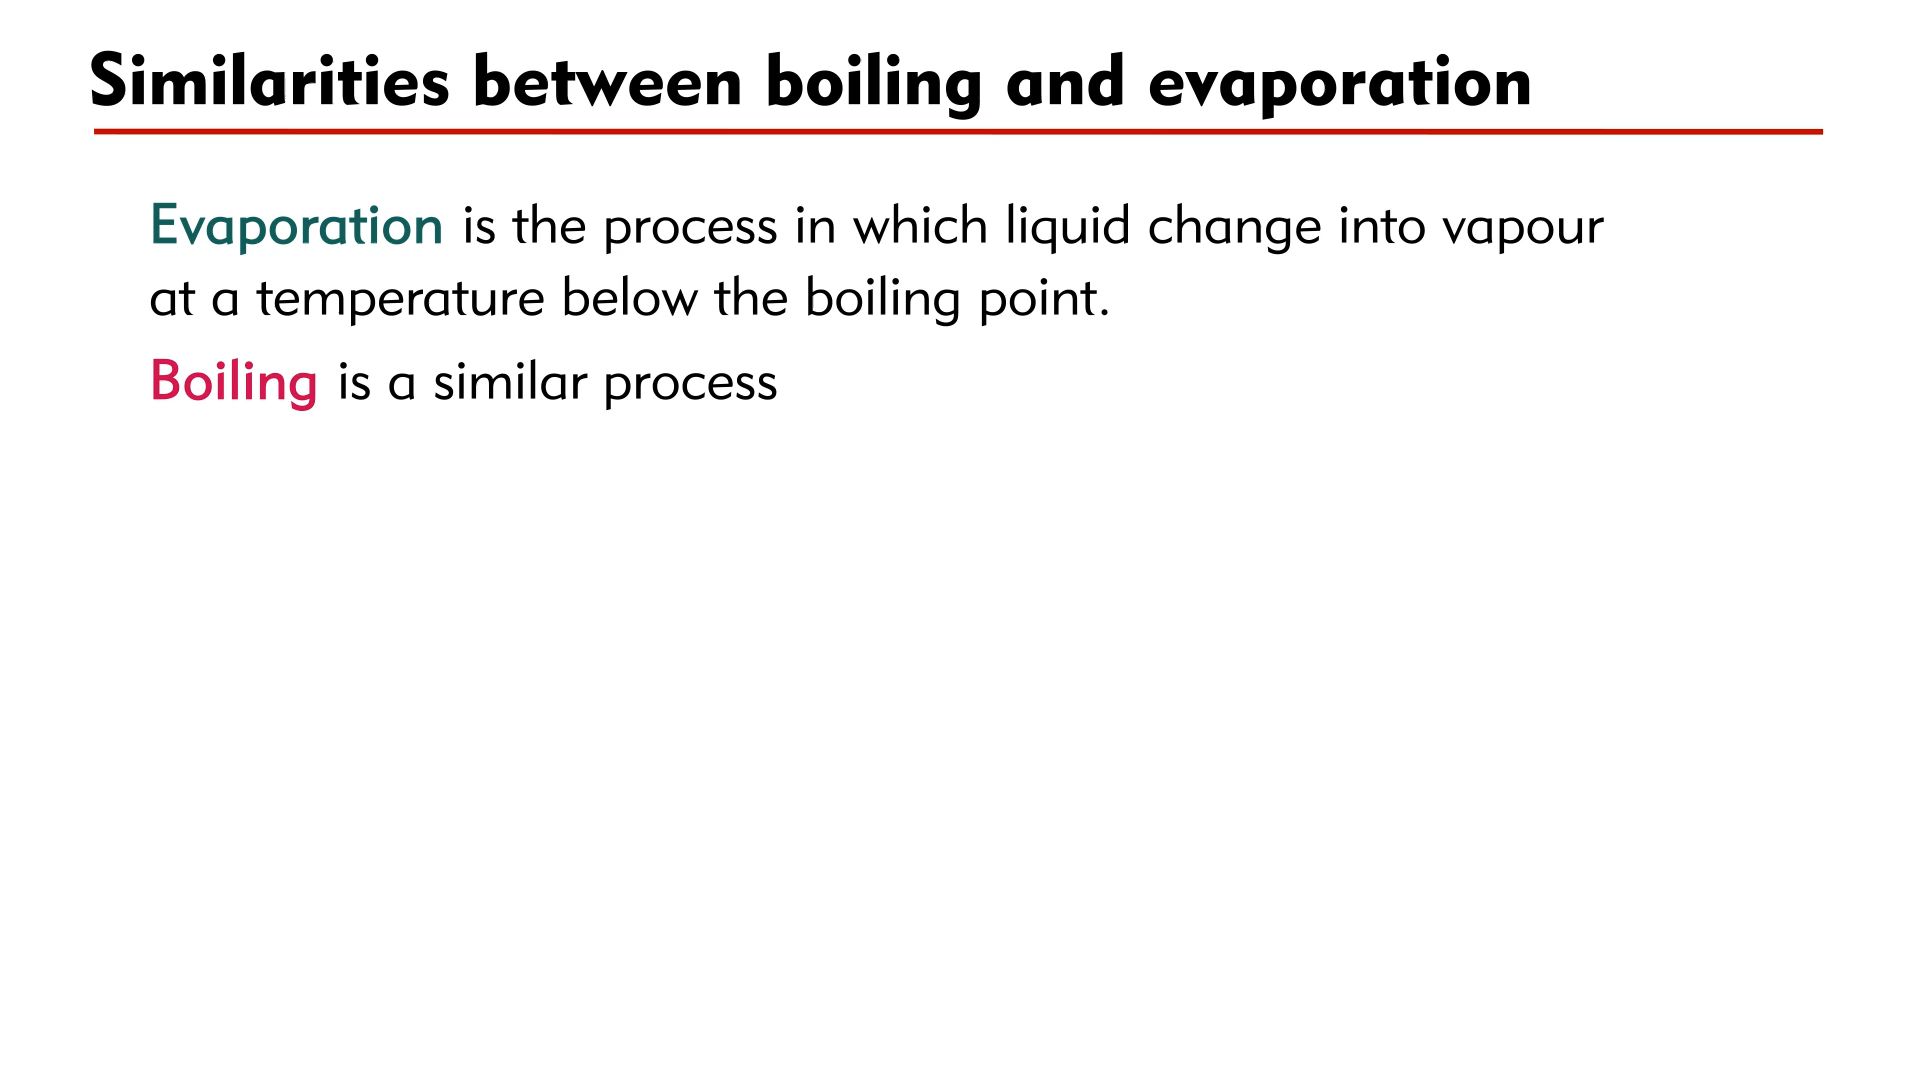 Similarities between boiling and evaporation
Evaporation is the process in which liquid change into vapour
at a temperature below the boiling point.
Boiling is a similar process